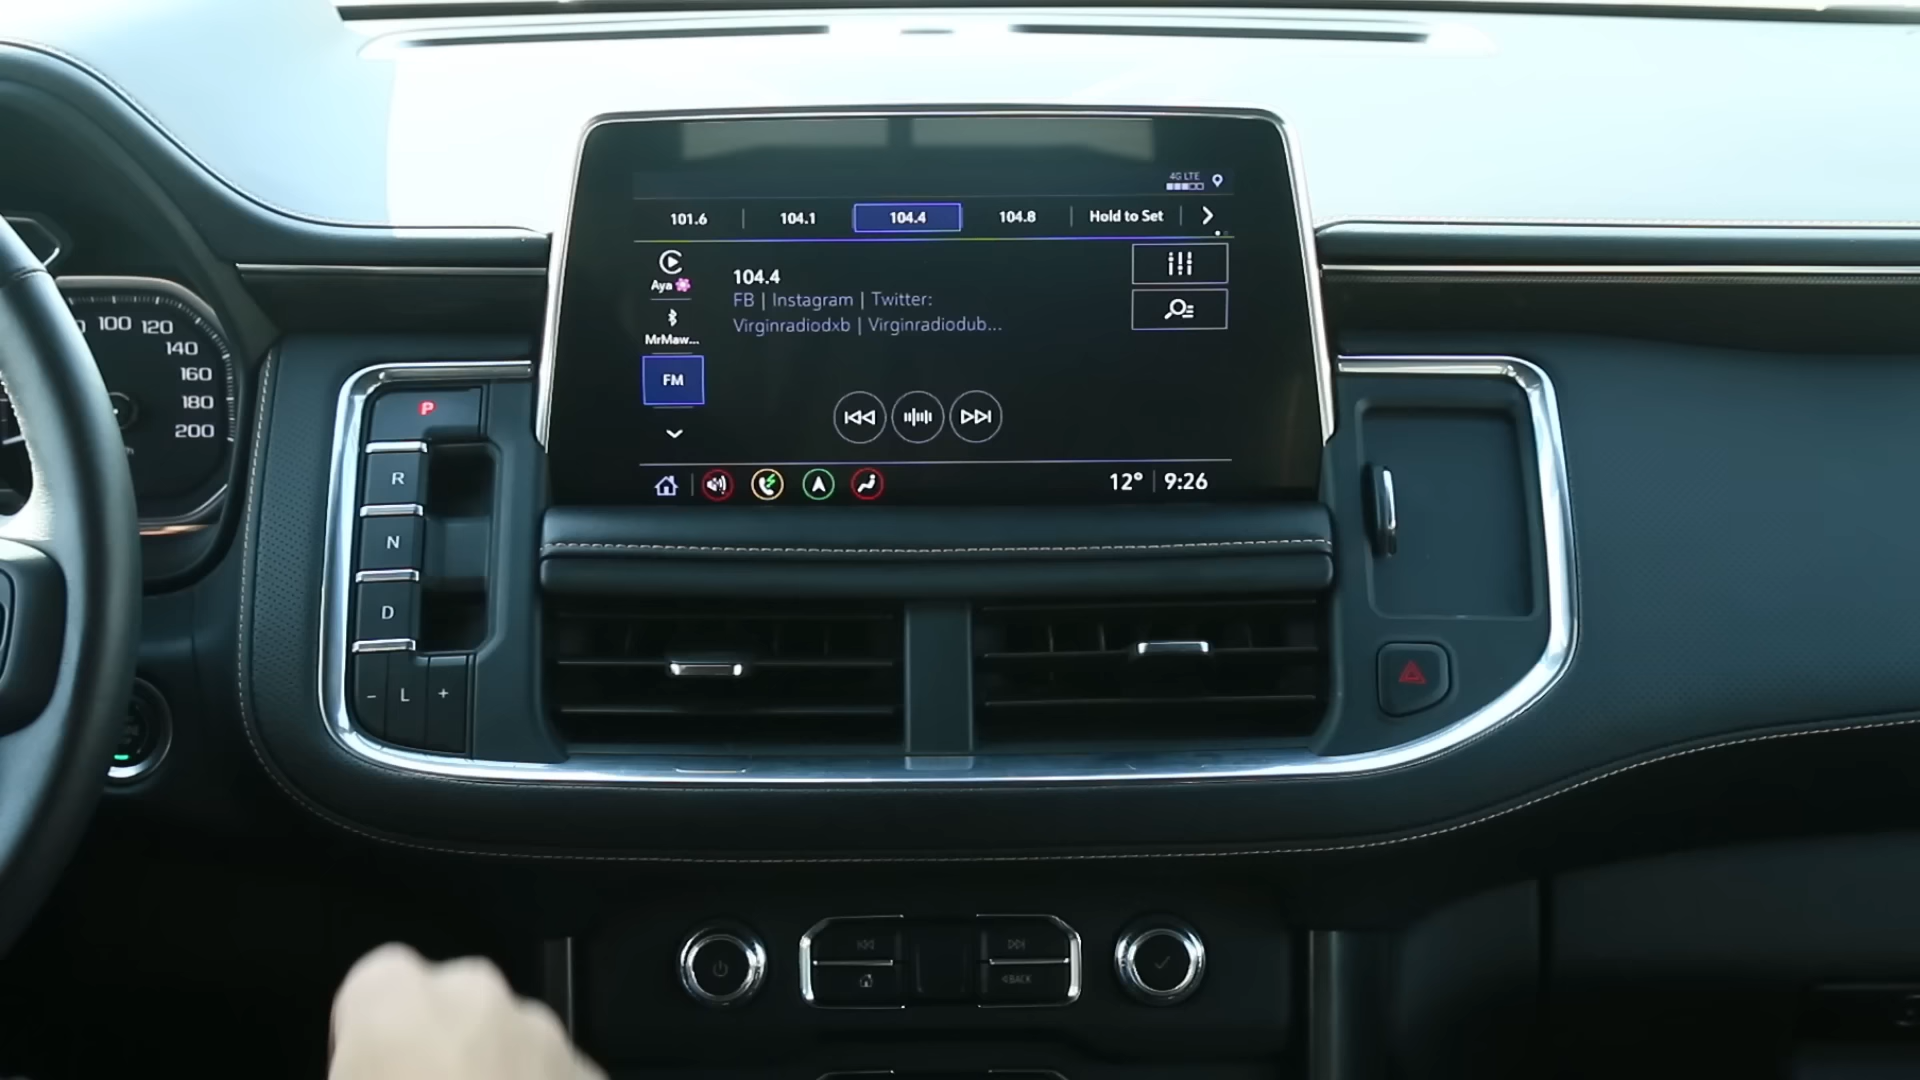 4G LTE
101.6 104.1 104.4 104.8 Hold to Set
Aya
104.4
FB | Instagram | Twitter:
Virginradiodxb | Virginradiodub...
MrMaw...
FM
12° 9:26
100 120
140
160
180
200
P
R
N
D
- L +
BACK